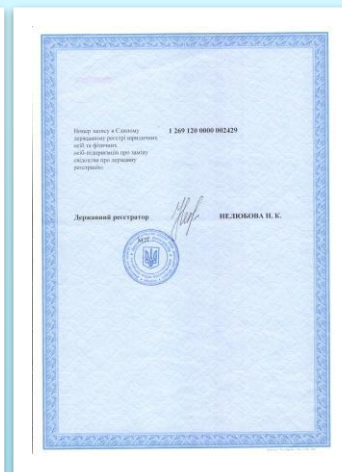 Номер запису в Єдиному
державному реєстрі юридичних
осіб та фізичних
осіб-підприємців про заміну
свідоцтва про державну
реєстрацію
1 269 120 0000 002429
Державний реєстратор
НЕЛЮБОВА Н. К.